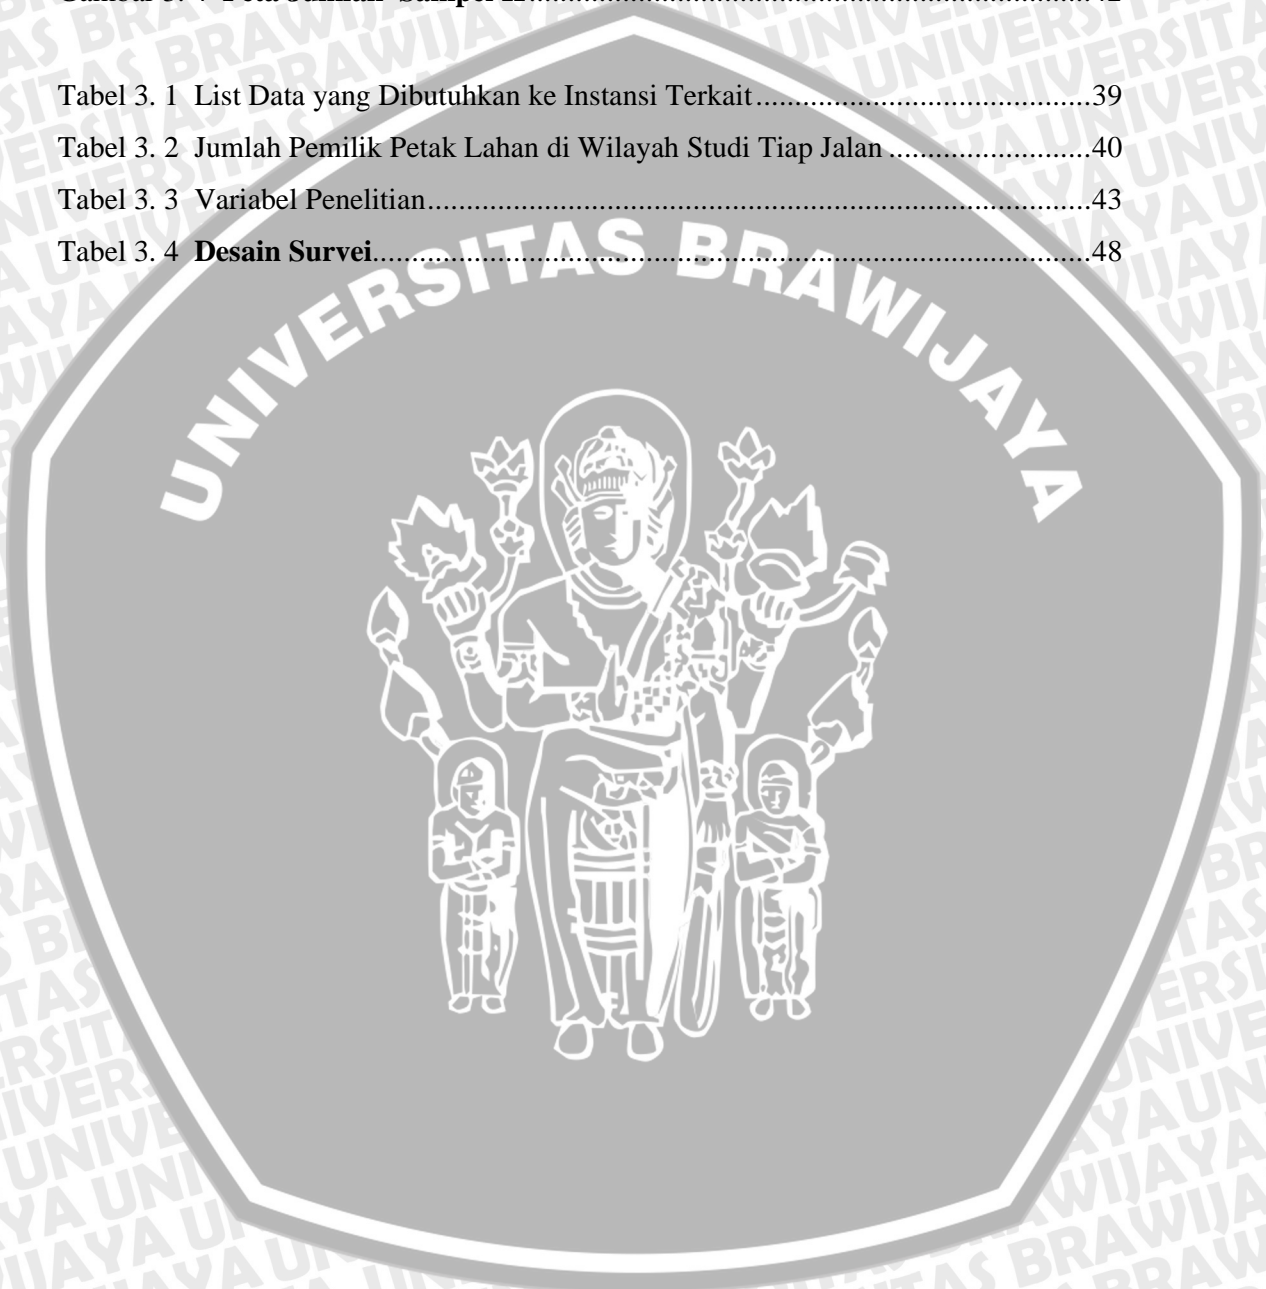 Tabel 3. 1 List Data yang Dibutuhkan ke Instansi Terkait....................................39
Tabel 3. 2 Jumlah Pemilik Petak Lahan di Wilayah Studi Tiap Jalan......................40
Tabel 3. 3 Variabel Penelitian.....................................................................43
Tabel 3. 4 Desain Survei...........................................................................48
UNIVERSITAS BRAWIJAYA